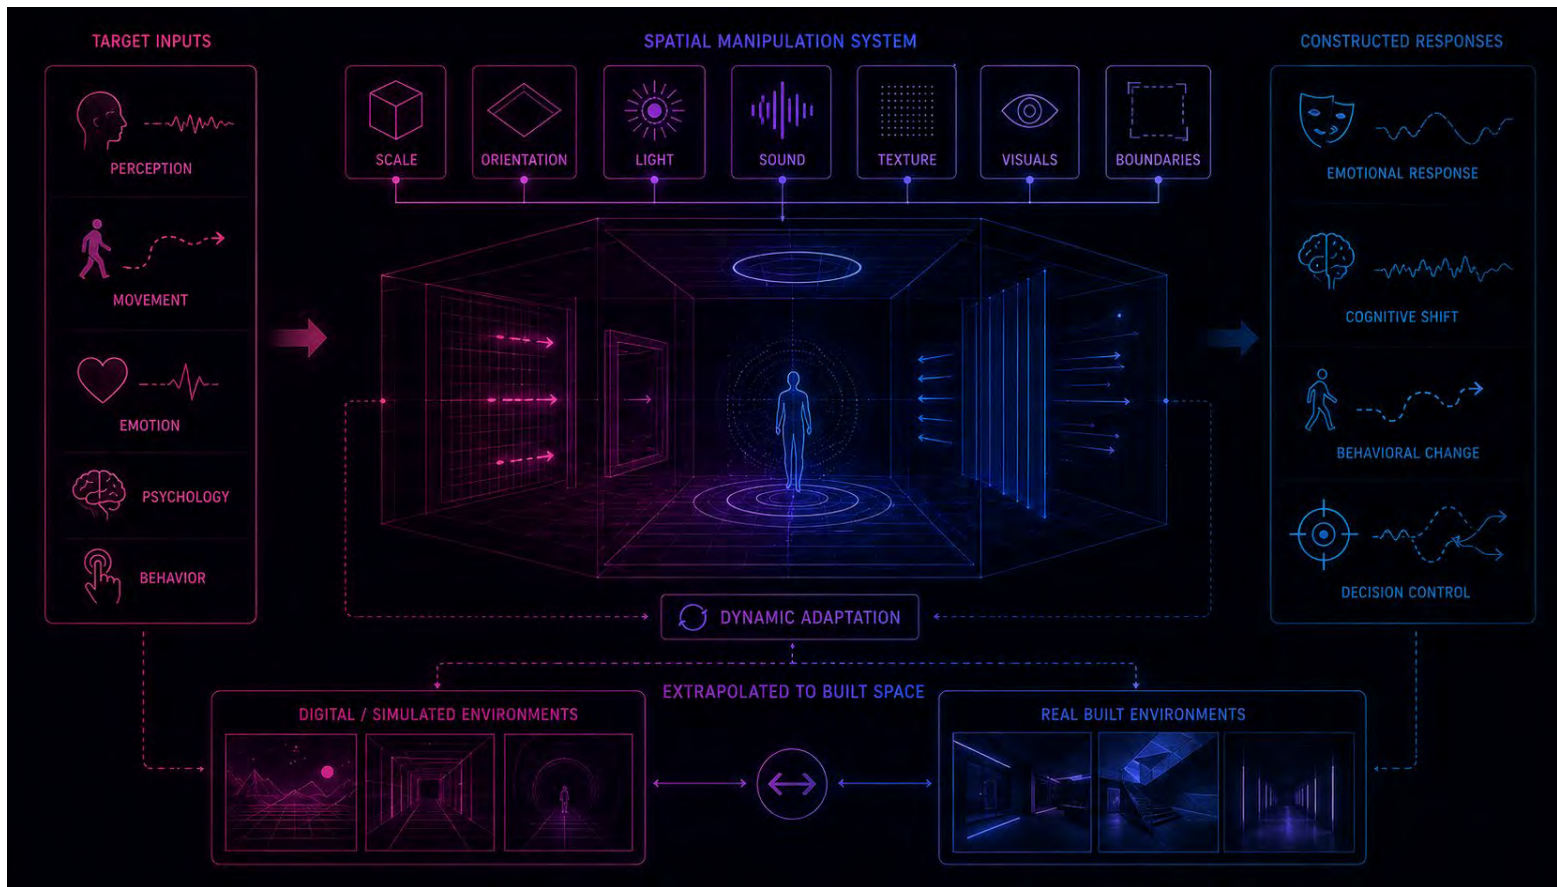 TARGET INPUTS
PERCEPTION
MOVEMENT
EMOTION
PSYCHOLOGY
BEHAVIOR
SPATIAL MANIPULATION SYSTEM
SCALE
ORIENTATION
LIGHT
SOUND
TEXTURE
VISUALS
BOUNDARIES
CONSTRUCTED RESPONSES
EMOTIONAL RESPONSE
COGNITIVE SHIFT
BEHAVIORAL CHANGE
DECISION CONTROL
DYNAMIC ADAPTATION
EXTRAPOLATED TO BUILT SPACE
DIGITAL / SIMULATED ENVIRONMENTS
REAL BUILT ENVIRONMENTS